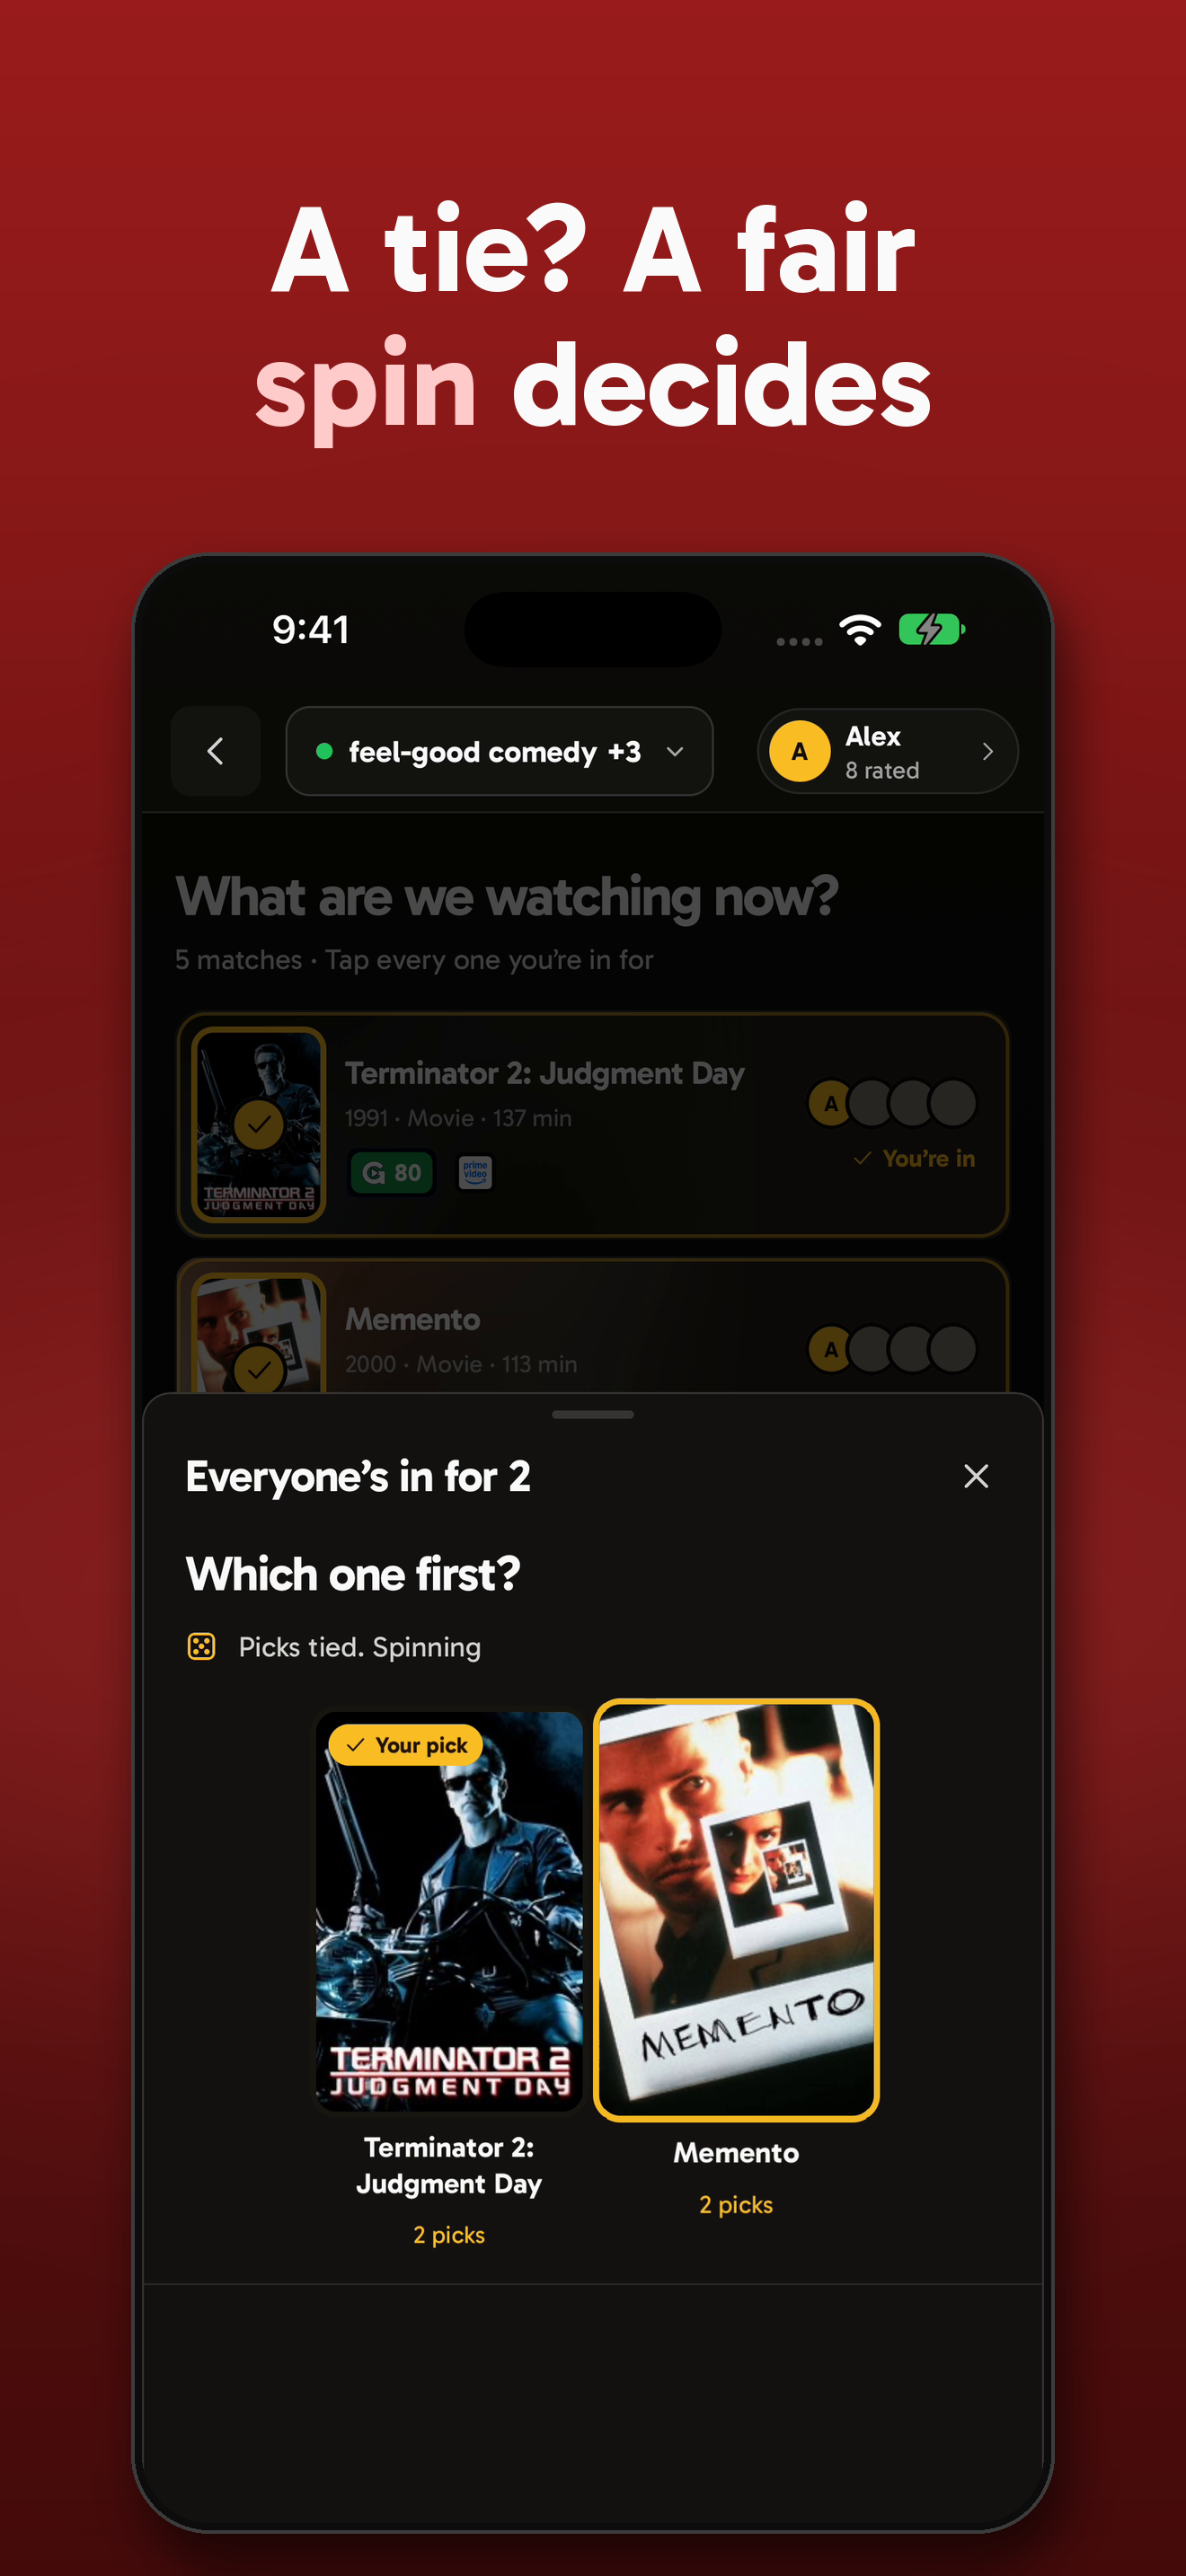 A tie? A fair
spin decides
9:41
feel-good comedy +3
A
Alex
8 rated
What are we watching now?
5 matches · Tap every one you're in for
Terminator 2: Judgment Day
1991 · Movie · 137 min
G 80
prime video
A
You're in
TERMINATOR 2
JUDGMENT DAY
Memento
2000 · Movie · 113 min
A
Everyone's in for 2
Which one first?
Picks tied. Spinning
Your pick
TERMINATOR 2
JUDGMENT DAY
MEMENTO
Terminator 2:
Judgment Day
2 picks
Memento
2 picks